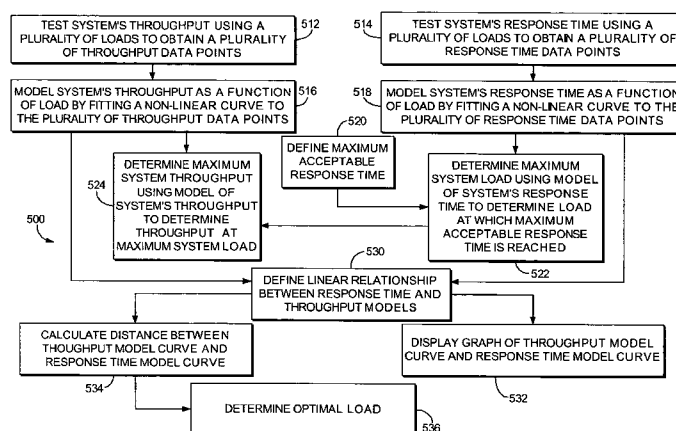 TEST SYSTEM'S THROUGHPUT USING A
PLURALITY OF LOADS TO OBTAIN A PLURALITY
OF THROUGHPUT DATA POINTS
512
514
TEST SYSTEM'S RESPONSE TIME USING A
PLURALITY OF LOADS TO OBTAIN A PLURALITY OF
RESPONSE TIME DATA POINTS
MODEL SYSTEM'S THROUGHPUT AS A FUNCTION
OF LOAD BY FITTING A NON-LINEAR CURVE TO
THE PLURALITY OF THROUGHPUT DATA POINTS
516
518
MODEL SYSTEM'S RESPONSE TIME AS A FUNCTION
OF LOAD BY FITTING A NON-LINEAR CURVE TO THE
PLURALITY OF RESPONSE TIME DATA POINTS
520
DEFINE MAXIMUM
ACCEPTABLE
RESPONSE TIME
524
DETERMINE MAXIMUM
SYSTEM THROUGHPUT
USING MODEL OF
SYSTEM'S THROUGHPUT
TO DETERMINE
THROUGHPUT AT
MAXIMUM SYSTEM LOAD
DETERMINE MAXIMUM
SYSTEM LOAD USING MODEL
OF SYSTEM'S RESPONSE
TIME TO DETERMINE LOAD
AT WHICH MAXIMUM
ACCEPTABLE RESPONSE
TIME IS REACHED
522
500
530
DEFINE LINEAR RELATIONSHIP
BETWEEN RESPONSE TIME AND
THROUGHPUT MODELS
CALCULATE DISTANCE BETWEEN
THOUGHPUT MODEL CURVE AND
RESPONSE TIME MODEL CURVE
534
DISPLAY GRAPH OF THROUGHPUT MODEL
CURVE AND RESPONSE TIME MODEL CURVE
532
DETERMINE OPTIMAL LOAD
536